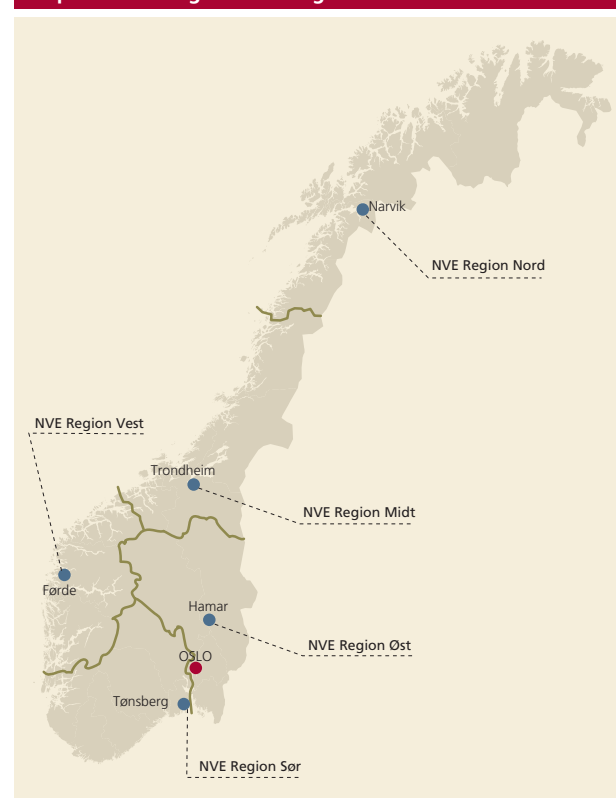 Narvik
NVE Region Nord
NVE Region Vest
Trondheim
NVE Region Midt
Førde
Hamar
NVE Region Øst
OSLO
Tønsberg
NVE Region Sør